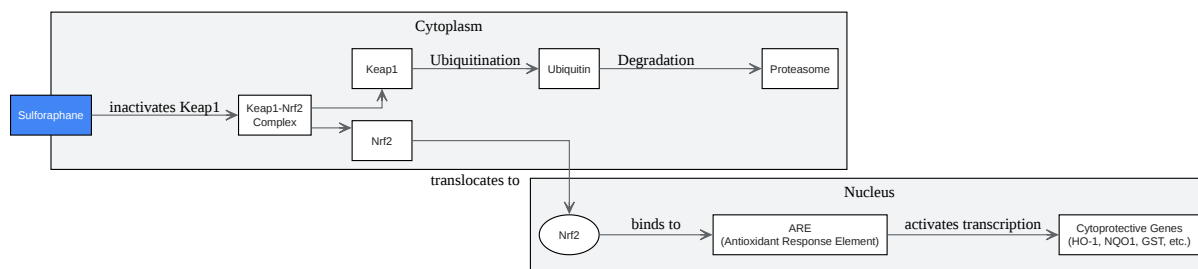 Cytoplasm
Keap1
Ubiquitination
Ubiquitin
Degradation
Proteasome
Sulforaphane
inactivates Keap1
Keap1-Nrf2
Complex
Nrf2
translocates to
Nucleus
Nrf2
binds to
ARE
(Antioxidant Response Element)
activates transcription
Cytoprotective Genes
(HO-1, NQO1, GST, etc.)